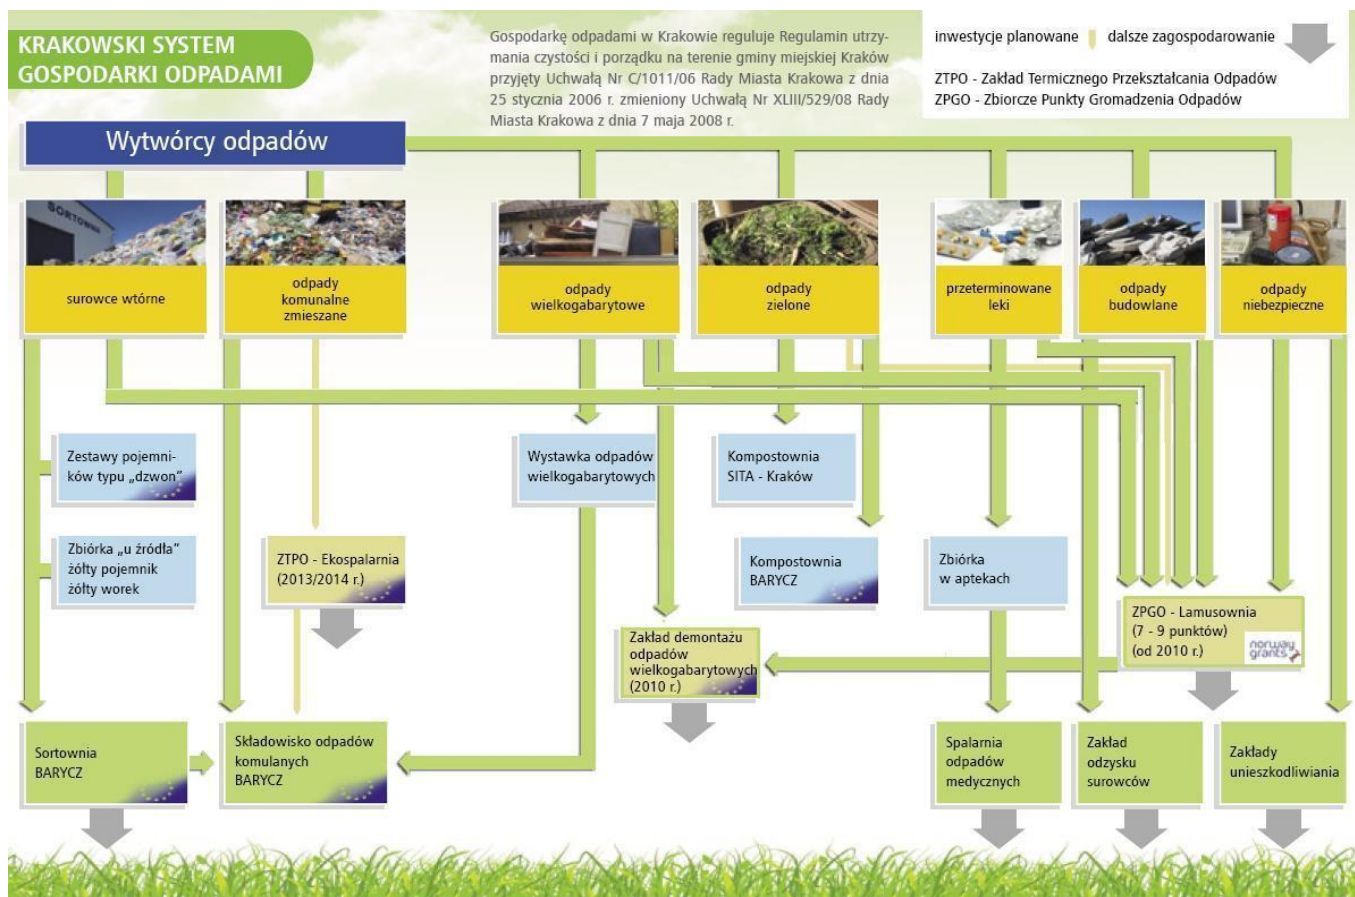 KRAKOWSKI SYSTEM
GOSPODARKI ODPADAMI
Gospodarkę odpadami w Krakowie reguluje Regulamin utrzy-
mania czystości i porządku na terenie gminy miejskiej Kraków
przyjęty Uchwałą Nr C/1011/06 Rady Miasta Krakowa z dnia
25 stycznia 2006 r. zmieniony Uchwałą Nr XLIII/529/08 Rady
Miasta Krakowa z dnia 7 maja 2008 r.
inwestycje planowane
dalsze zagospodarowanie
ZTPO - Zakład Termicznego Przekształcania Odpadów
ZPGO - Zbiorcze Punkty Gromadzenia Odpadów
Wytwórcy odpadów
SORTOWNIA
surowce wtórne
odpady
komunalne
zmieszane
odpady
wielkogabarytowe
odpady
zielone
przeterminowane
leki
odpady
budowlane
odpady
niebezpieczne
Zestawy pojemni-
ków typu „dzwon”
Wystawka odpadów
wielkogabarytowych
Kompostownia
SITA - Kraków
Zbiórka „u źródła”
żółty pojemnik
żółty worek
ZTPO - Ekospalarnia
(2013/2014 r.)
Kompostownia
BARYCZ
Zbiórka
w aptekach
ZPGO - Lamusownia
(7 - 9 punktów)
(od 2010 r.)
norway
grants
Zakład demontażu
odpadów
wielkogabarytowych
(2010 r.)
Sortownia
BARYCZ
Składowisko odpadów
komulanych
BARYCZ
Spalarnia
odpadów
medycznych
Zakład
odzysku
surowców
Zakłady
unieszkodliwiania